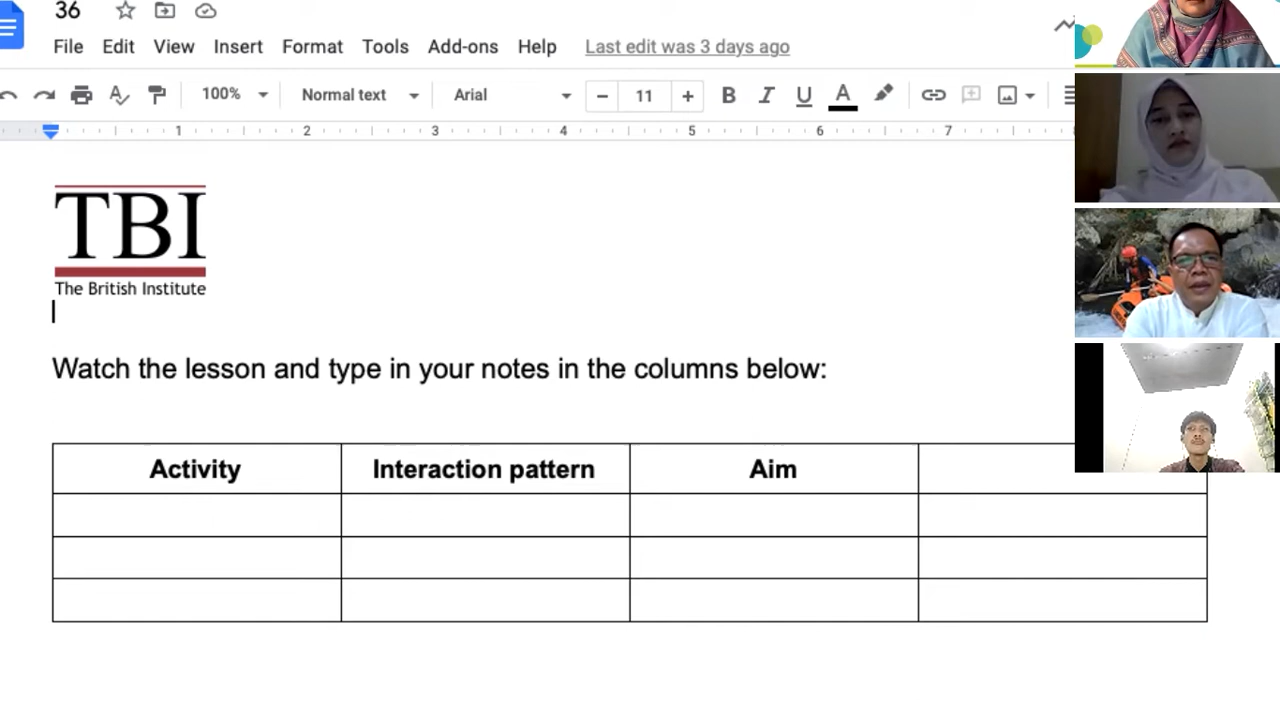 36
File Edit View Insert Format Tools Add-ons Help Last edit was 3 days ago
100% Normal text Arial 11 B I U A
1 2 3 4 5 6 7
TBI
The British Institute
Watch the lesson and type in your notes in the columns below:
Activity Interaction pattern Aim